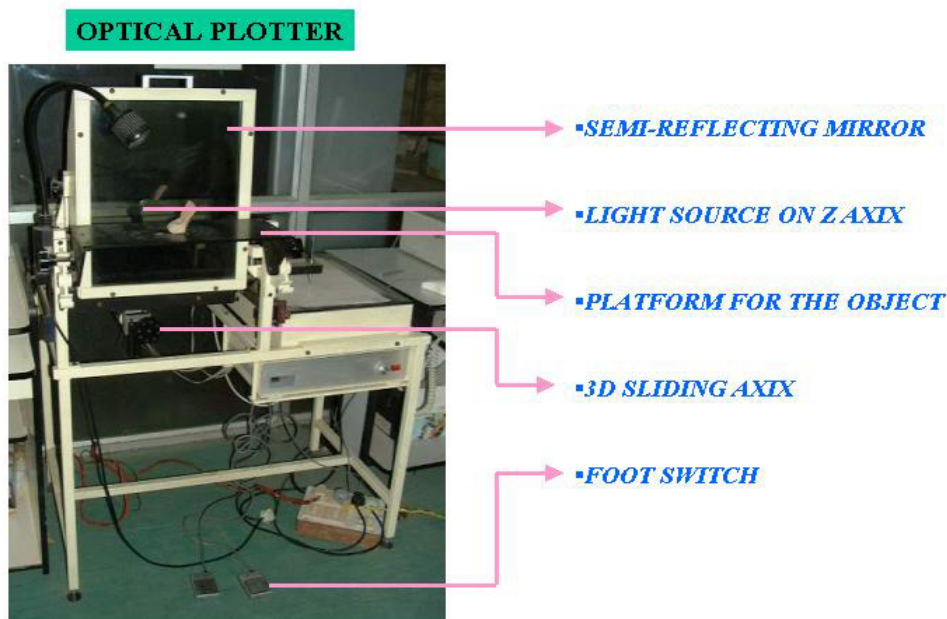 OPTICAL PLOTTER
▪SEMI-REFLECTING MIRROR
▪LIGHT SOURCE ON Z AXIX
▪PLATFORM FOR THE OBJECT
▪3D SLIDING AXIX
▪FOOT SWITCH